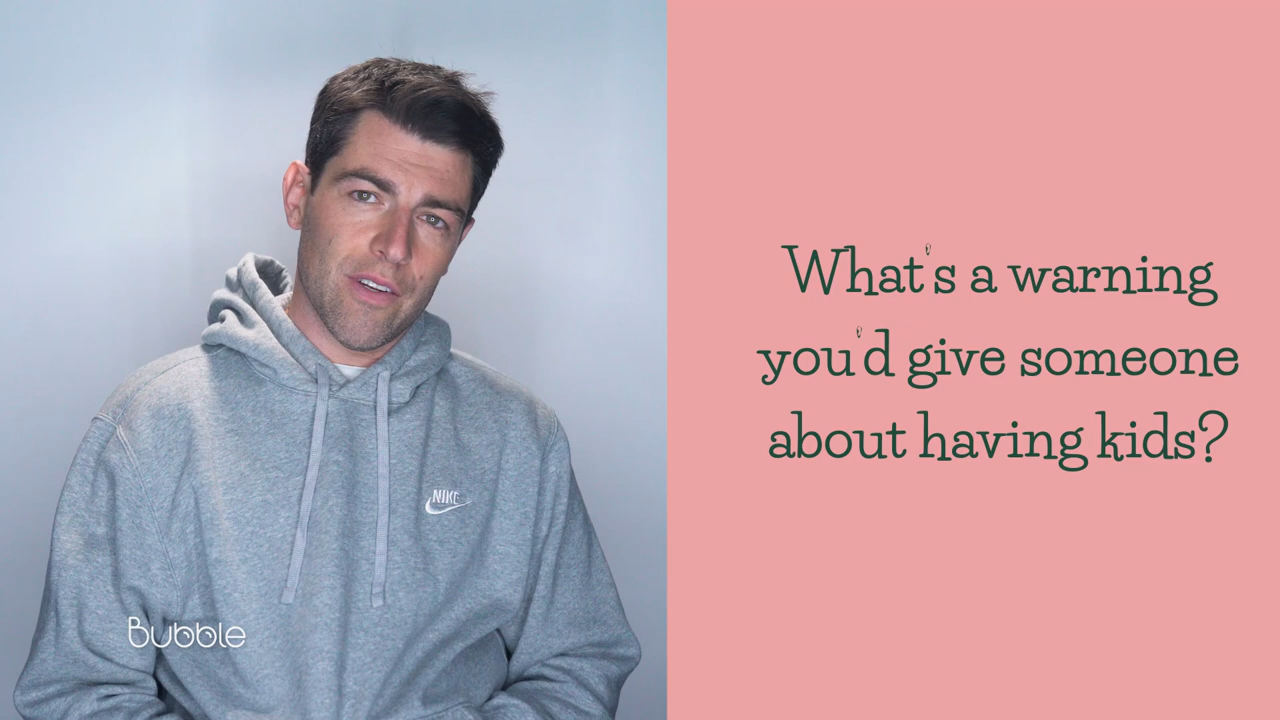 NIKE
Bubble
What's a warning
you'd give someone
about having kids?